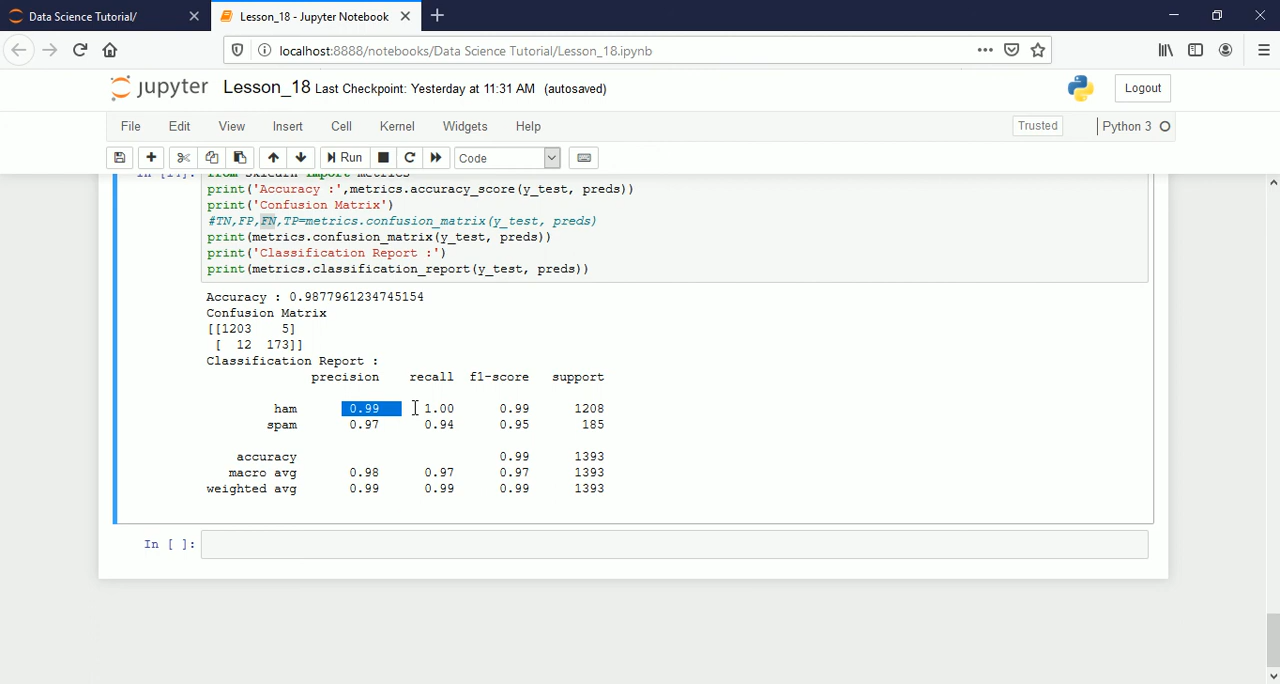 Data Science Tutorial/
Lesson_18 - Jupyter Notebook
localhost:8888/notebooks/Data Science Tutorial/Lesson_18.ipynb
jupyter Lesson_18 Last Checkpoint: Yesterday at 11:31 AM (autosaved)
Logout
File Edit View Insert Cell Kernel Widgets Help
Trusted
Python 3
Run
Code
In [14]: from sklearn import metrics
print('Accuracy :',metrics.accuracy_score(y_test, preds))
print('Confusion Matrix')
#TN,FP,FN,TP=metrics.confusion_matrix(y_test, preds)
print(metrics.confusion_matrix(y_test, preds))
print('Classification Report :')
print(metrics.classification_report(y_test, preds))
Accuracy : 0.9877961234745154
Confusion Matrix
[[1203 5]
[ 12 173]]
Classification Report :
precision recall f1-score support
ham 0.99 1.00 0.99 1208
spam 0.97 0.94 0.95 185
accuracy 0.99 1393
macro avg 0.98 0.97 0.97 1393
weighted avg 0.99 0.99 0.99 1393
In [ ]: